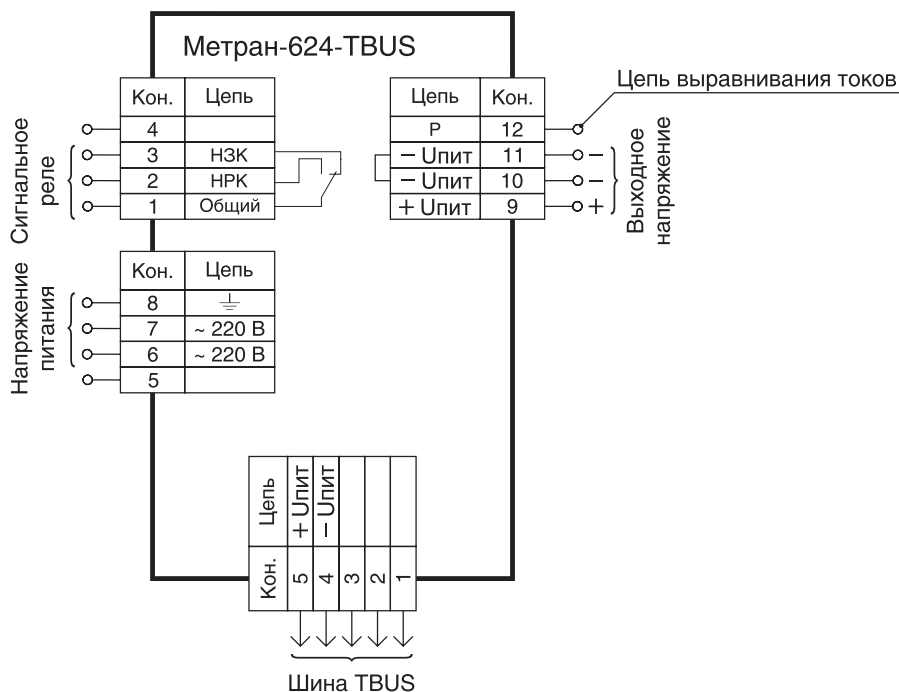 Метран-624-TBUS
Сигнальное
реле
Кон. Цепь
4
3 НЗК
2 НРК
1 Общий
Цепь Кон.
Р 12
− Uпит 11 −
− Uпит 10 −
+ Uпит 9 +
Цепь выравнивания токов
Выходное
напряжение
Напряжение
питания
Кон. Цепь
8
7 ~ 220 В
6 ~ 220 В
5
Цепь + Uпит − Uпит
Кон. 5 4 3 2 1
Шина TBUS